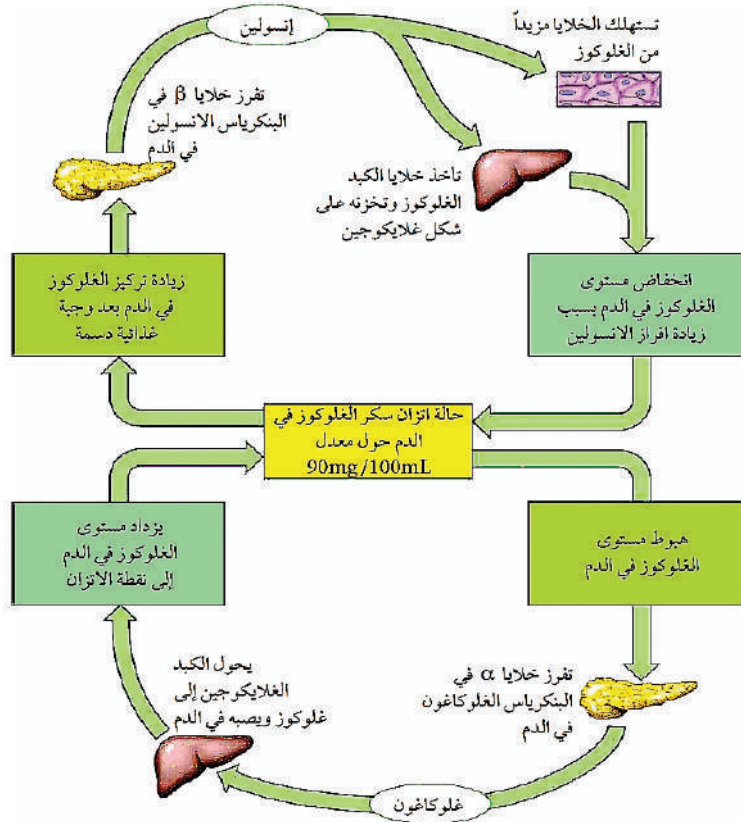 إنسولين
تستهلك الخلايا مزيداً
من الغلوكوز
تفرز خلايا β في
البنكرياس الانسولين
في الدم
تأخذ خلايا الكبد
الغلوكوز وتخزنه على
شكل غلايكوجين
زيادة تركيز الغلوكوز
في الدم بعد وجبة
غذائية دسمة
انخفاض مستوى
الغلوكوز في الدم بسبب
زيادة افراز الانسولين
حالة اتزان سكر الغلوكوز في
الدم حول معدل
90mg/100mL
يزداد مستوى
الغلوكوز في الدم
إلى نقطة الاتزان
هبوط مستوى
الغلوكوز في الدم
تفرز خلايا α في
البنكرياس الغلوكاغون
في الدم
يحول الكبد
الغلايكوجين إلى
غلوكوز ويصبه في الدم
غلوكاغون